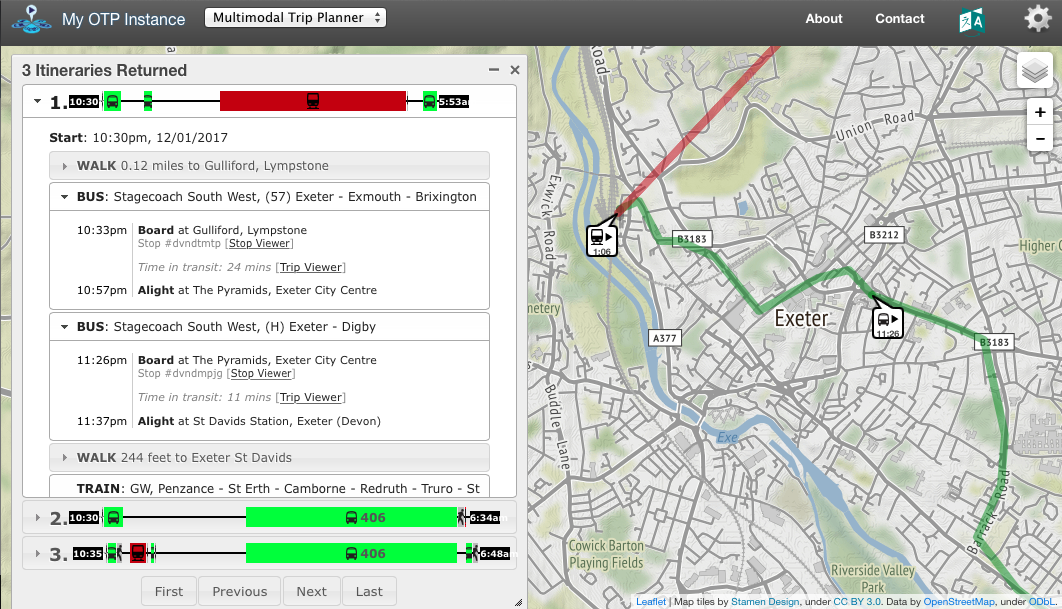 My OTP Instance
Multimodal Trip Planner
About
Contact
3 Itineraries Returned
1. 10:30 5:53a
Start: 10:30pm, 12/01/2017
WALK 0.12 miles to Gulliford, Lympstone
BUS: Stagecoach South West, (57) Exeter - Exmouth - Brixington
10:33pm Board at Gulliford, Lympstone
Stop #dvndtmtp [Stop Viewer]
Time in transit: 24 mins [Trip Viewer]
10:57pm Alight at The Pyramids, Exeter City Centre
BUS: Stagecoach South West, (H) Exeter - Digby
11:26pm Board at The Pyramids, Exeter City Centre
Stop #dvndmpjg [Stop Viewer]
Time in transit: 11 mins [Trip Viewer]
11:37pm Alight at St Davids Station, Exeter (Devon)
WALK 244 feet to Exeter St Davids
TRAIN: GW, Penzance - St Erth - Camborne - Redruth - Truro - St
2. 10:30 406 6:34a
3. 10:35 406 6:48a
First
Previous
Next
Last
Road
Union Road
+
−
Exwick Road
B3183
B3212
1:06
Higher
metery
Exeter
11:26
A377
B3183
Buddle Lane
Exe
Barrack Road
Cowick Barton
Playing Fields
Riverside Valley
Park
Leaflet | Map tiles by Stamen Design, under CC BY 3.0. Data by OpenStreetMap, under ODbL.